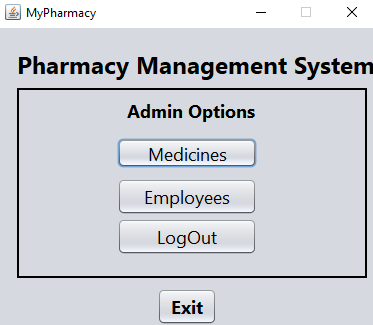 MyPharmacy
Pharmacy Management System
Admin Options
Medicines
Employees
LogOut
Exit